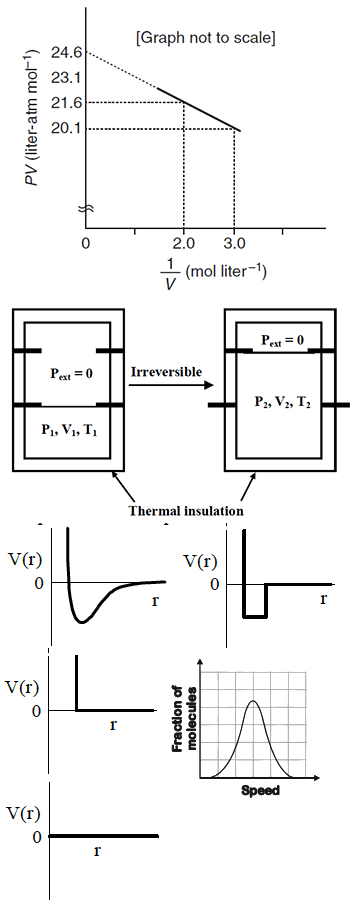 [Graph not to scale]
24.6
23.1
21.6
20.1
PV (liter-atm mol⁻¹)
0
2.0
3.0
1/V (mol liter⁻¹)
Pₑₓₜ = 0
P₁, V₁, T₁
Irreversible
Pₑₓₜ = 0
P₂, V₂, T₂
Thermal insulation
V(r)
0
r
V(r)
0
r
V(r)
0
r
Fraction of
molecules
Speed
V(r)
0
r